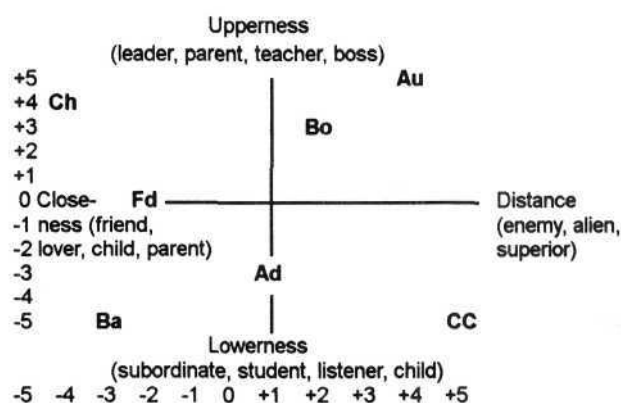 Upperness
(leader, parent, teacher, boss)
+5 Au
+4 Ch
+3 Bo
+2
+1
0 Close- Fd Distance
-1 ness (friend, (enemy, alien,
-2 lover, child, parent) superior)
-3 Ad
-4
-5 Ba CC
Lowerness
(subordinate, student, listener, child)
-5 -4 -3 -2 -1 0 +1 +2 +3 +4 +5